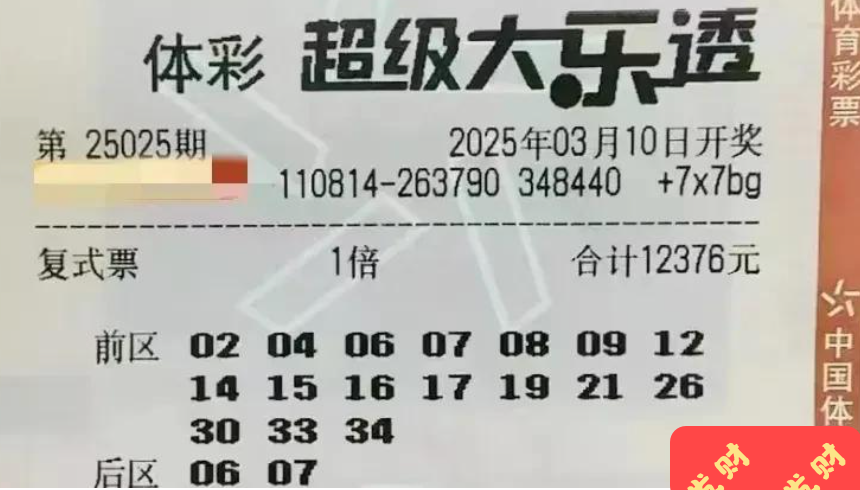 体彩 超级大乐透
第 25025期 2025年03月10日开奖
110814-263790 348440 +7x7bg
复式票 1倍 合计12376元
前区 02 04 06 07 08 09 12
14 15 16 17 19 21 26
30 33 34
后区 06 07
体育彩票
中国体
发财
发财